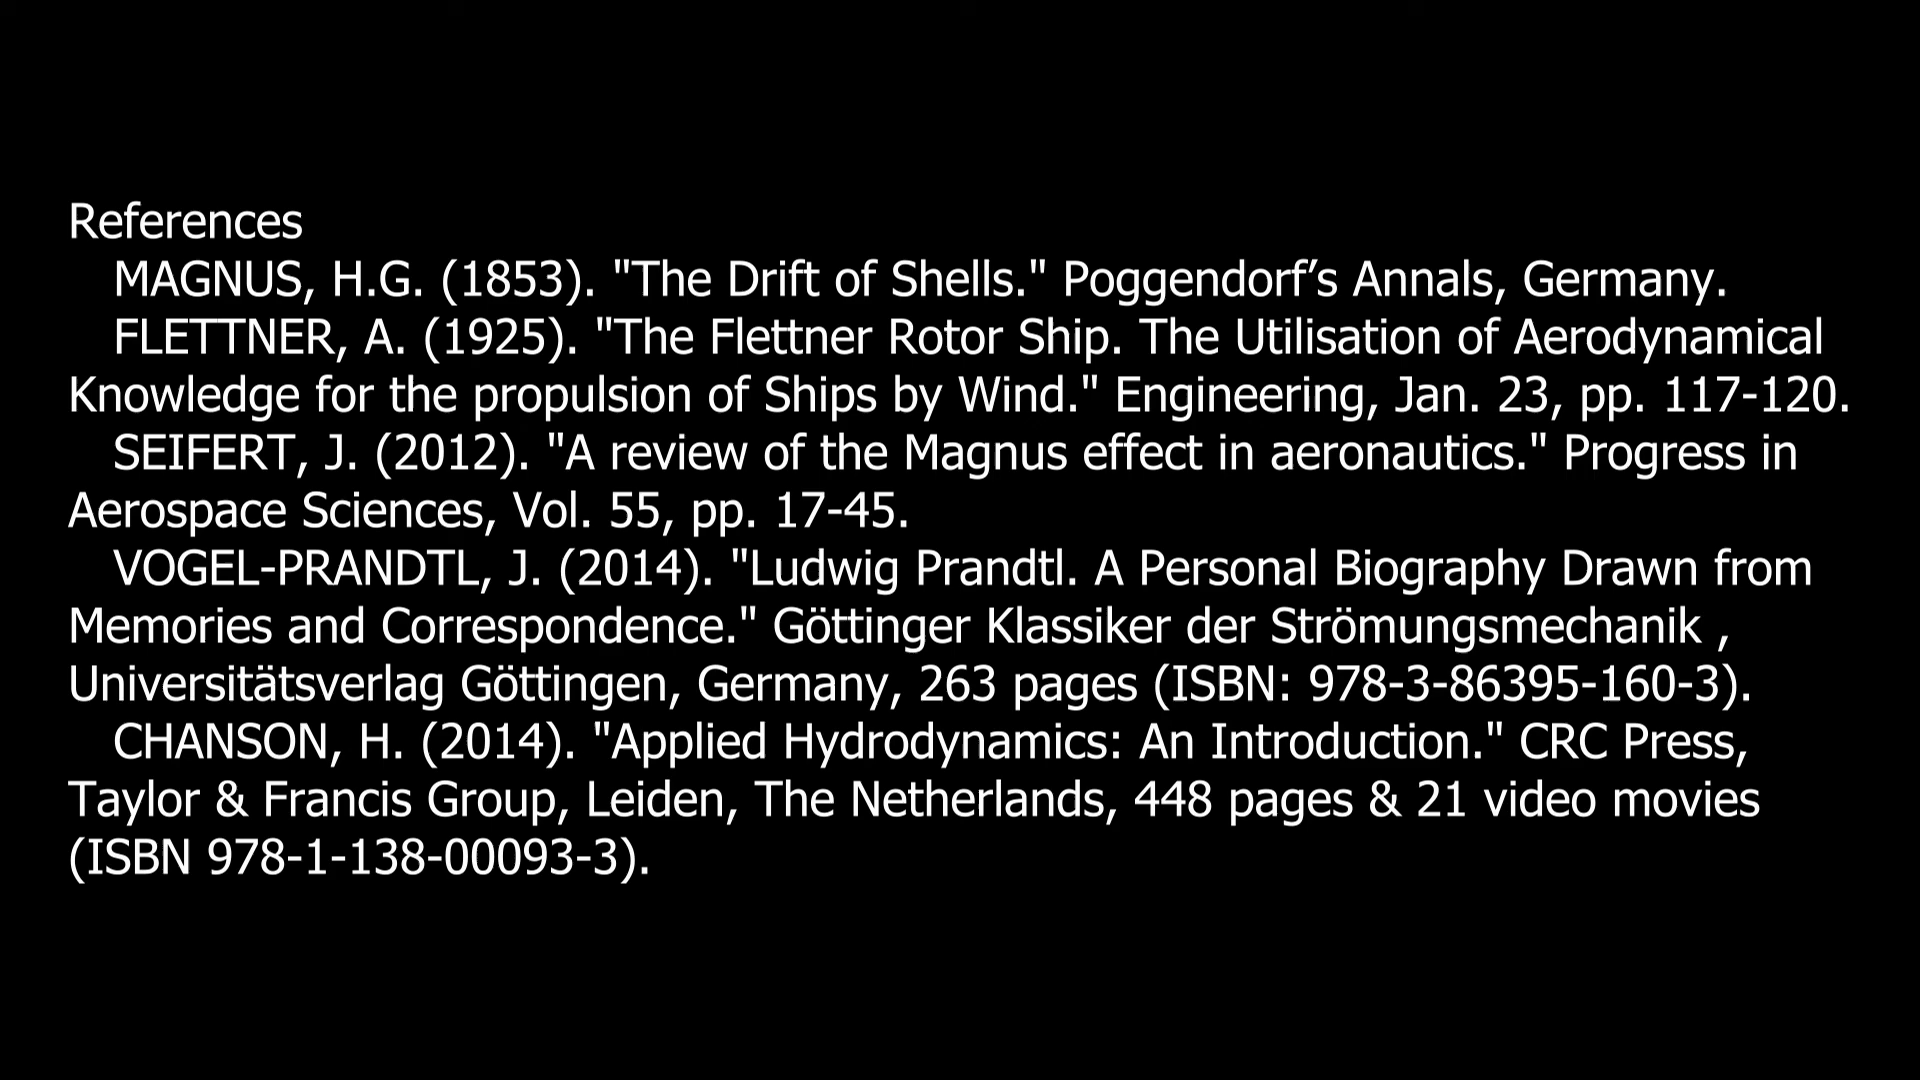 References
MAGNUS, H.G. (1853). "The Drift of Shells." Poggendorf’s Annals, Germany.
FLETTNER, A. (1925). "The Flettner Rotor Ship. The Utilisation of Aerodynamical
Knowledge for the propulsion of Ships by Wind." Engineering, Jan. 23, pp. 117-120.
SEIFERT, J. (2012). "A review of the Magnus effect in aeronautics." Progress in
Aerospace Sciences, Vol. 55, pp. 17-45.
VOGEL-PRANDTL, J. (2014). "Ludwig Prandtl. A Personal Biography Drawn from
Memories and Correspondence." Göttinger Klassiker der Strömungsmechanik ,
Universitätsverlag Göttingen, Germany, 263 pages (ISBN: 978-3-86395-160-3).
CHANSON, H. (2014). "Applied Hydrodynamics: An Introduction." CRC Press,
Taylor & Francis Group, Leiden, The Netherlands, 448 pages & 21 video movies
(ISBN 978-1-138-00093-3).